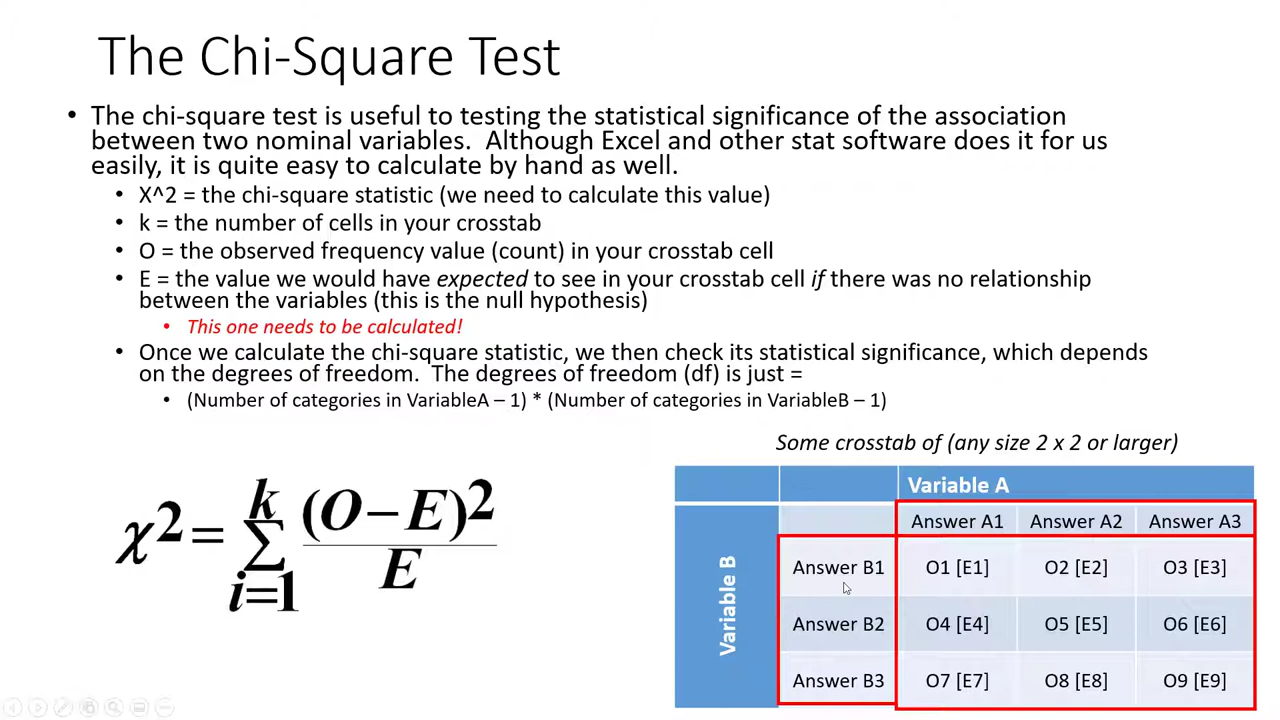 The Chi-Square Test
• The chi-square test is useful to testing the statistical significance of the association
between two nominal variables.  Although Excel and other stat software does it for us
easily, it is quite easy to calculate by hand as well.
• X^2 = the chi-square statistic (we need to calculate this value)
• k = the number of cells in your crosstab
• O = the observed frequency value (count) in your crosstab cell
• E = the value we would have expected to see in your crosstab cell if there was no relationship
between the variables (this is the null hypothesis)
• This one needs to be calculated!
• Once we calculate the chi-square statistic, we then check its statistical significance, which depends
on the degrees of freedom.  The degrees of freedom (df) is just =
• (Number of categories in VariableA – 1) * (Number of categories in VariableB – 1)
χ2 = k Σ i=1 (O – E)2 / E
Some crosstab of (any size 2 x 2 or larger)
Variable A
Answer A1 Answer A2 Answer A3
Variable B
Answer B1 O1 [E1] O2 [E2] O3 [E3]
Answer B2 O4 [E4] O5 [E5] O6 [E6]
Answer B3 O7 [E7] O8 [E8] O9 [E9]